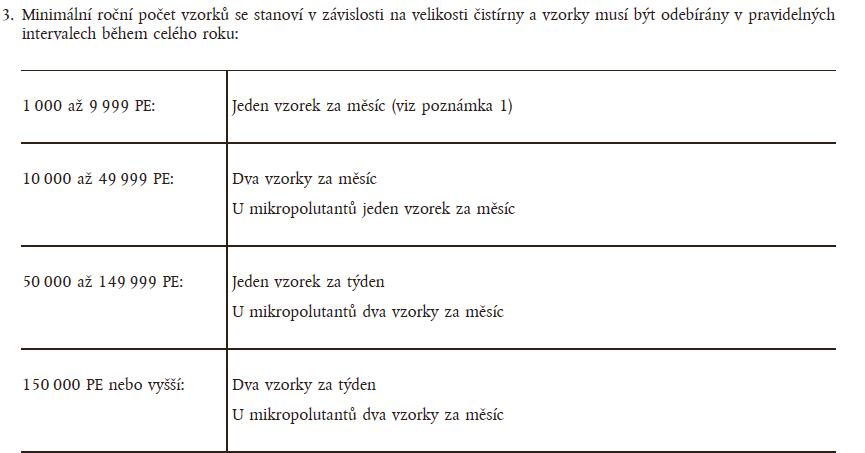 3. Minimální roční počet vzorků se stanoví v závislosti na velikosti čistírny a vzorky musí být odebírány v pravidelných
intervalech během celého roku:
1 000 až 9 999 PE:
Jeden vzorek za měsíc (viz poznámka 1)
10 000 až 49 999 PE:
Dva vzorky za měsíc
U mikropolutantů jeden vzorek za měsíc
50 000 až 149 999 PE:
Jeden vzorek za týden
U mikropolutantů dva vzorky za měsíc
150 000 PE nebo vyšší:
Dva vzorky za týden
U mikropolutantů dva vzorky za měsíc